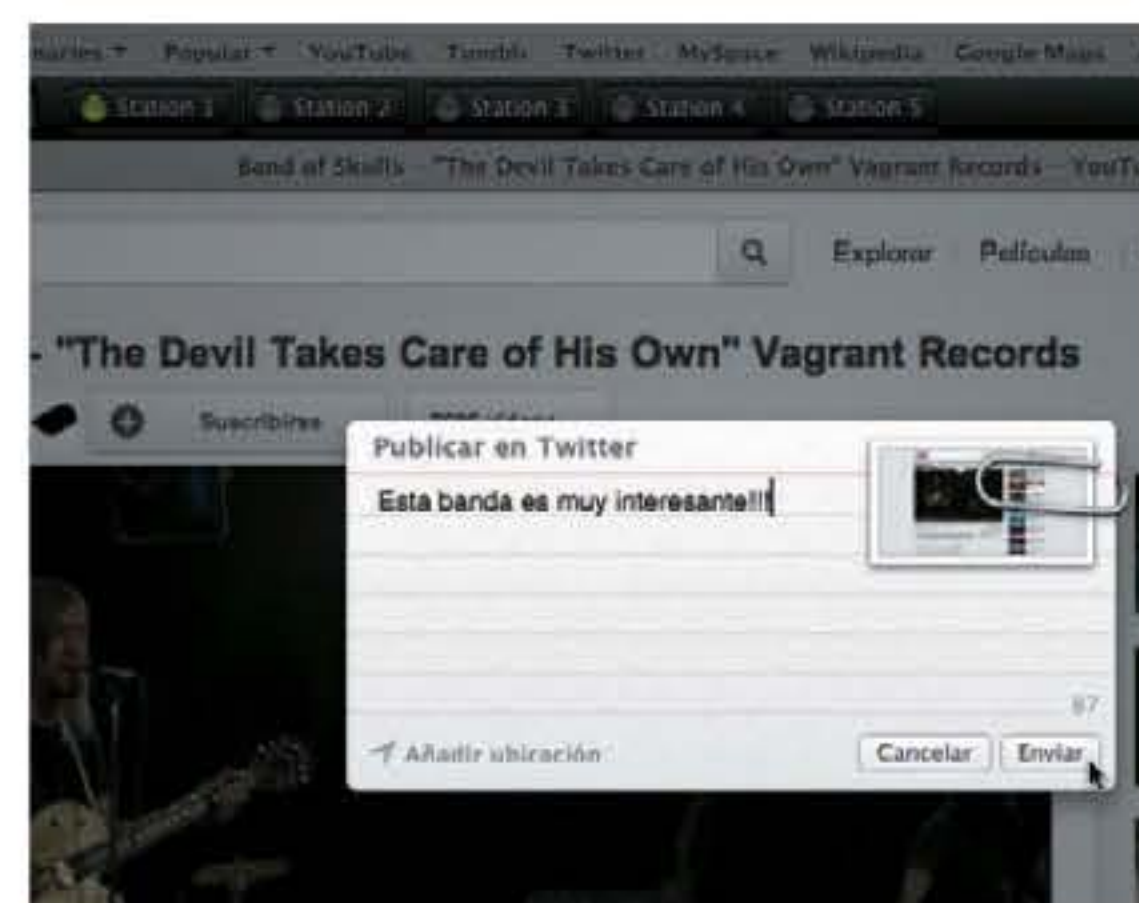 Popular YouTube Tumblr Twitter MySpace Wikipedia Google Maps
Station 1 Station 2 Station 3 Station 4 Station 5
Band of Skulls - "The Devil Takes Care of His Own" Vagrant Records - YouT
Explorar Películas
- "The Devil Takes Care of His Own" Vagrant Records
Suscribirse
Publicar en Twitter
Esta banda es muy interesante!!!
87
Añadir ubicación Cancelar Enviar